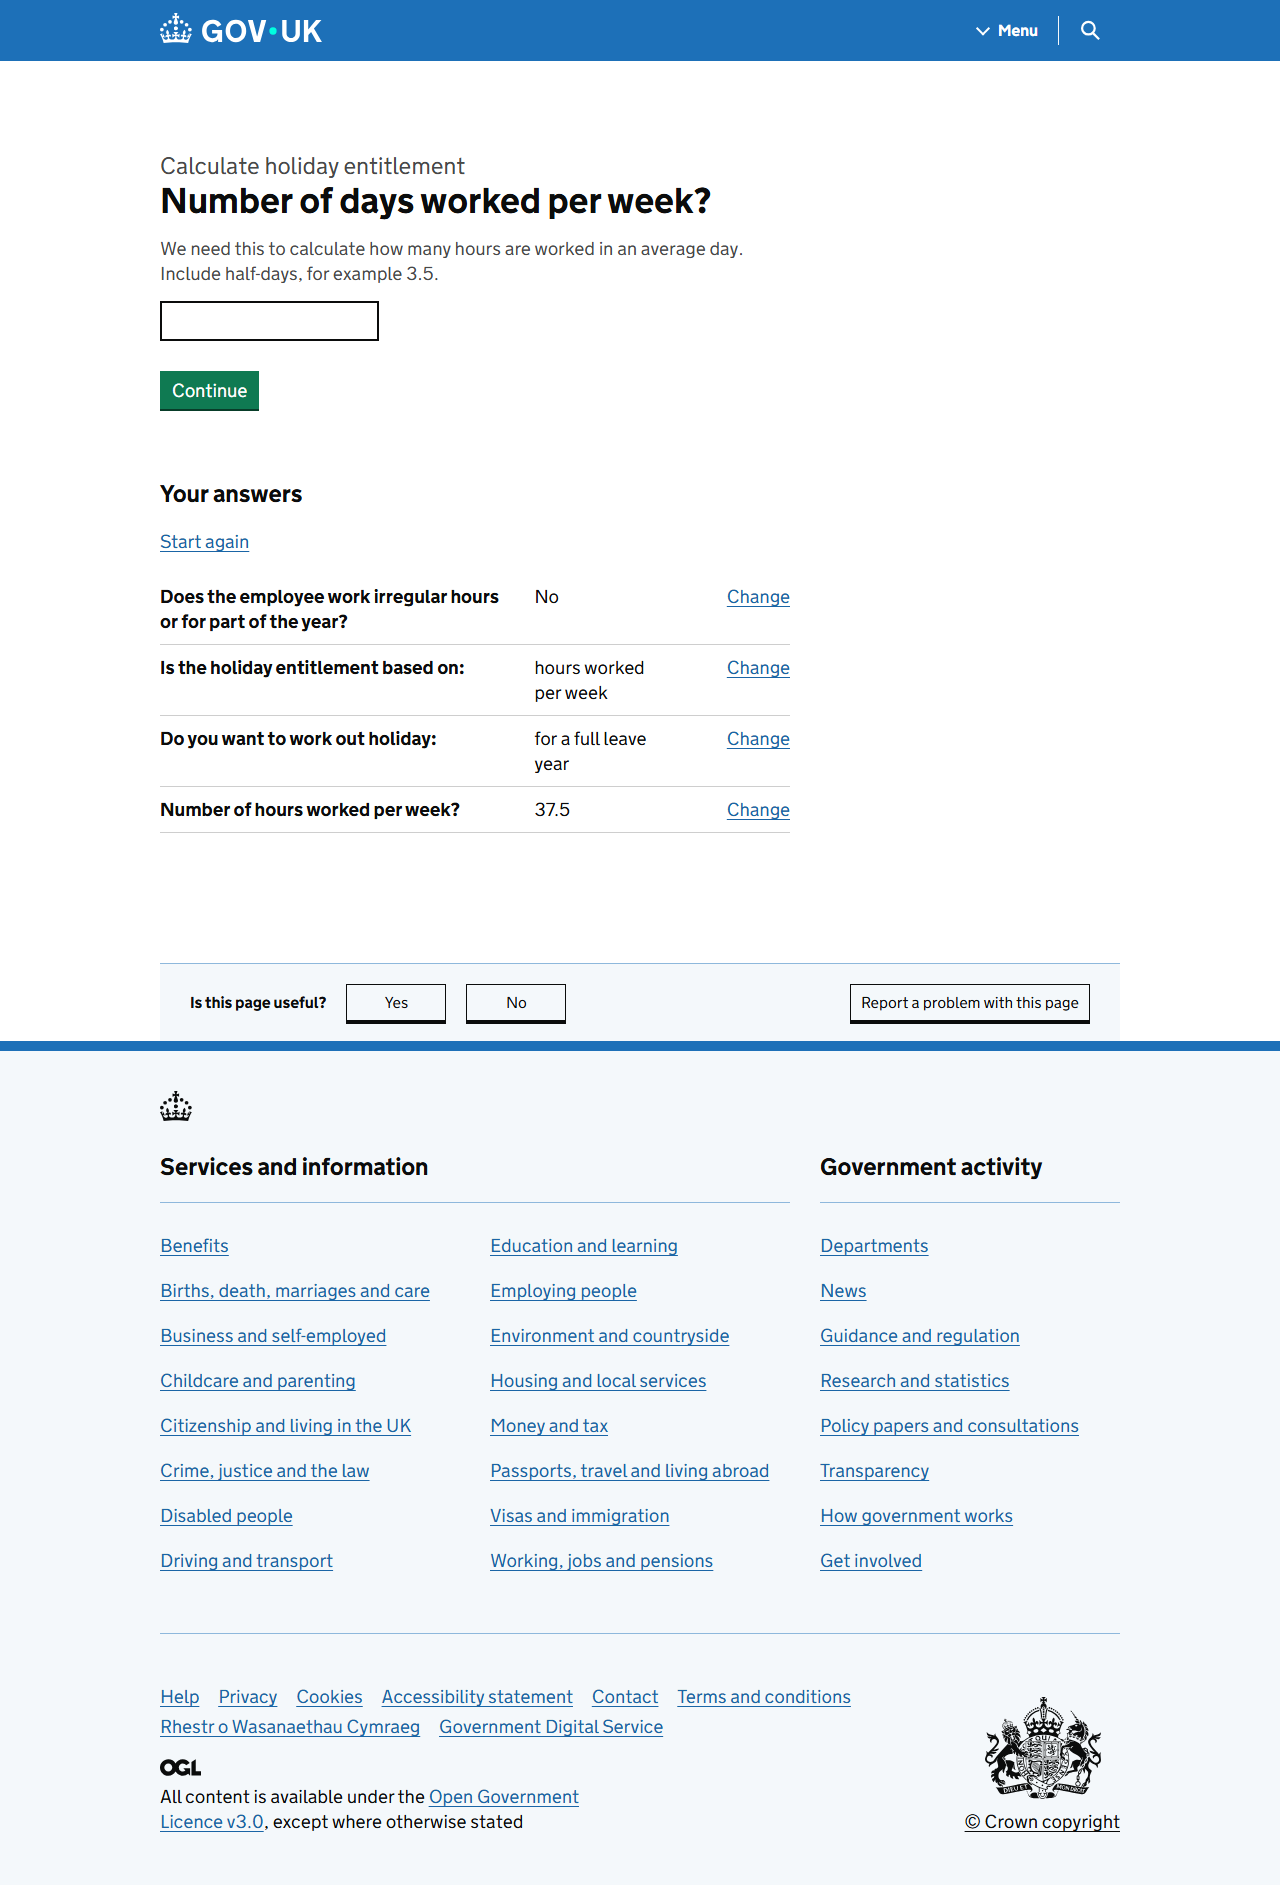 GOV·UK
Menu
Calculate holiday entitlement
Number of days worked per week?
We need this to calculate how many hours are worked in an average day.
Include half-days, for example 3.5.
Continue
Your answers
Start again
Does the employee work irregular hours or for part of the year? No Change
Is the holiday entitlement based on: hours worked per week Change
Do you want to work out holiday: for a full leave year Change
Number of hours worked per week? 37.5 Change
Is this page useful? Yes No Report a problem with this page
Services and information
Benefits
Births, death, marriages and care
Business and self-employed
Childcare and parenting
Citizenship and living in the UK
Crime, justice and the law
Disabled people
Driving and transport
Education and learning
Employing people
Environment and countryside
Housing and local services
Money and tax
Passports, travel and living abroad
Visas and immigration
Working, jobs and pensions
Government activity
Departments
News
Guidance and regulation
Research and statistics
Policy papers and consultations
Transparency
How government works
Get involved
Help Privacy Cookies Accessibility statement Contact Terms and conditions
Rhestr o Wasanaethau Cymraeg Government Digital Service
OGL
All content is available under the Open Government
Licence v3.0, except where otherwise stated
© Crown copyright